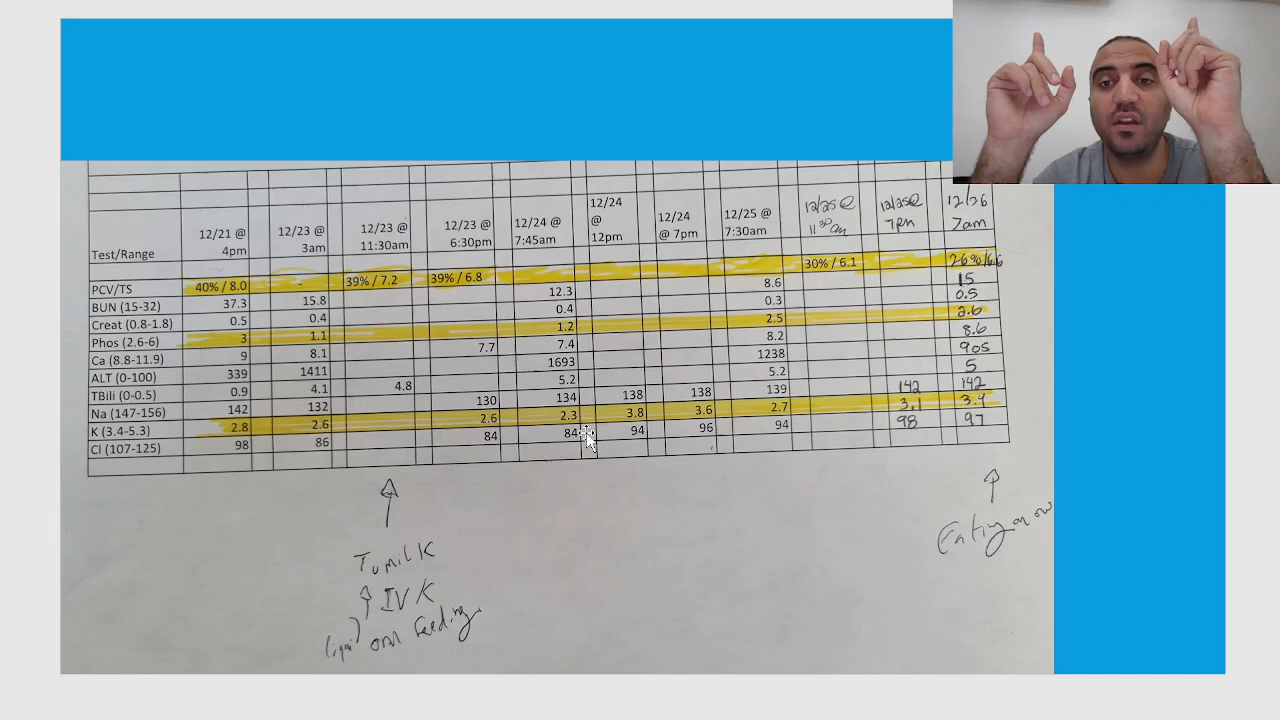 Test/Range 12/21 @ 4pm 12/23 @ 3am 12/23 @ 11:30am 12/23 @ 6:30pm 12/24 @ 7:45am 12/24 @ 12pm 12/24 @ 7pm 12/25 @ 7:30am 12/25@ 11:30am 12/25@ 7pm 12/26 7am
PCV/TS 40% / 8.0 - 39% / 7.2 39% / 6.8 30% / 6.1 26%/6.6
BUN (15-32) 37.3 15.8 12.3 8.6 15
Creat (0.8-1.8) 0.5 0.4 0.4 0.3 0.5
Phos (2.6-6) 3 1.1 1.2 2.5 2.6
Ca (8.8-11.9) 9 8.1 7.7 7.4 8.2 8.6
ALT (0-100) 339 1411 1693 1238 905
TBili (0-0.5) 0.9 4.1 4.8 5.2 5.2 5
Na (147-156) 142 132 130 134 138 138 139 142 142
K (3.4-5.3) 2.8 2.6 2.6 2.3 3.8 3.6 2.7 3.1 3.4
Cl (107-125) 98 86 84 84 94 96 94 98 97
Tumil K
↑ IV K
feeding
Eating on own